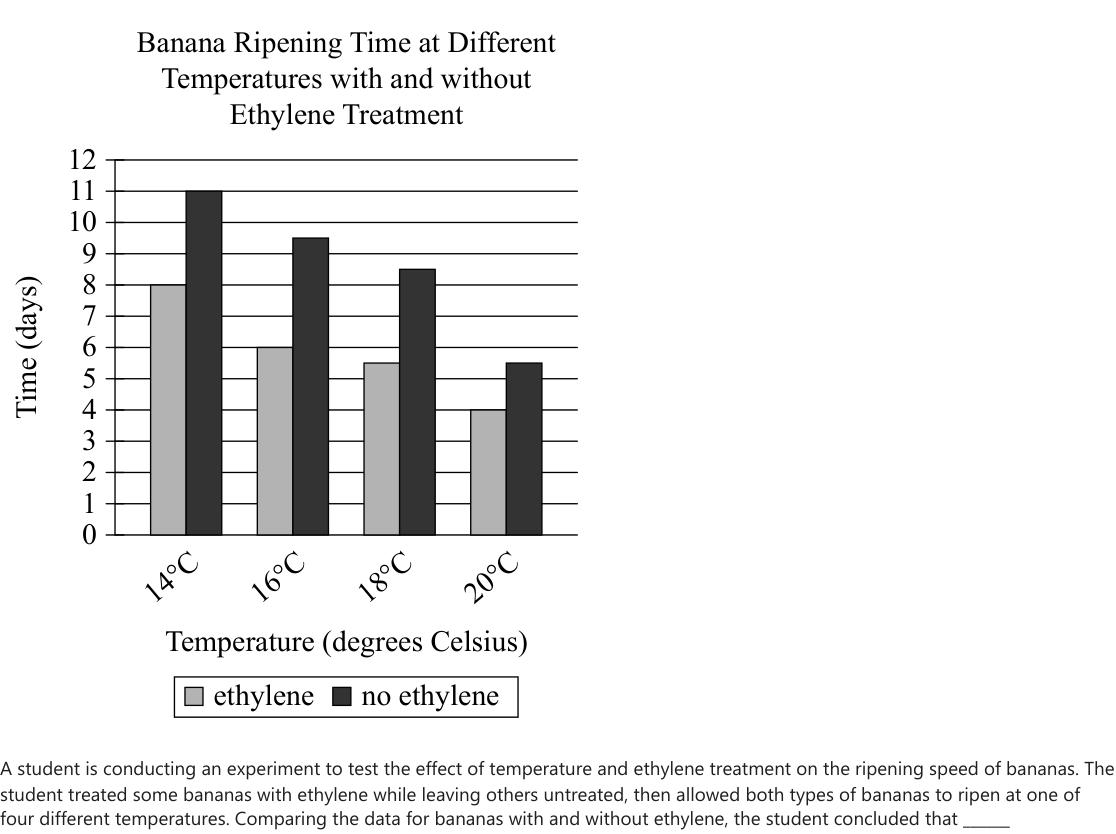 Banana Ripening Time at Different
Temperatures with and without
Ethylene Treatment
12
11
10
9
8
7
6
5
4
3
2
1
0
Time (days)
14°C 16°C 18°C 20°C
Temperature (degrees Celsius)
ethylene no ethylene
A student is conducting an experiment to test the effect of temperature and ethylene treatment on the ripening speed of bananas. The
student treated some bananas with ethylene while leaving others untreated, then allowed both types of bananas to ripen at one of
four different temperatures. Comparing the data for bananas with and without ethylene, the student concluded that _____